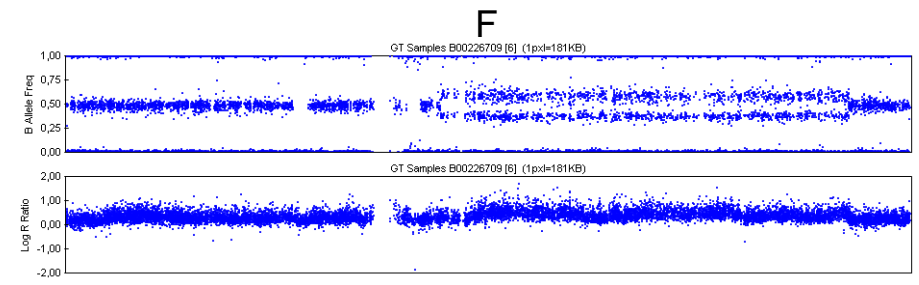 F
GT Samples B00226709 [6] (1pxl=181KB)
1,00
0,75
0,50
0,25
0,00
B Allele Freq
GT Samples B00226709 [6] (1pxl=181KB)
2,00
1,00
0,00
-1,00
-2,00
Log R Ratio